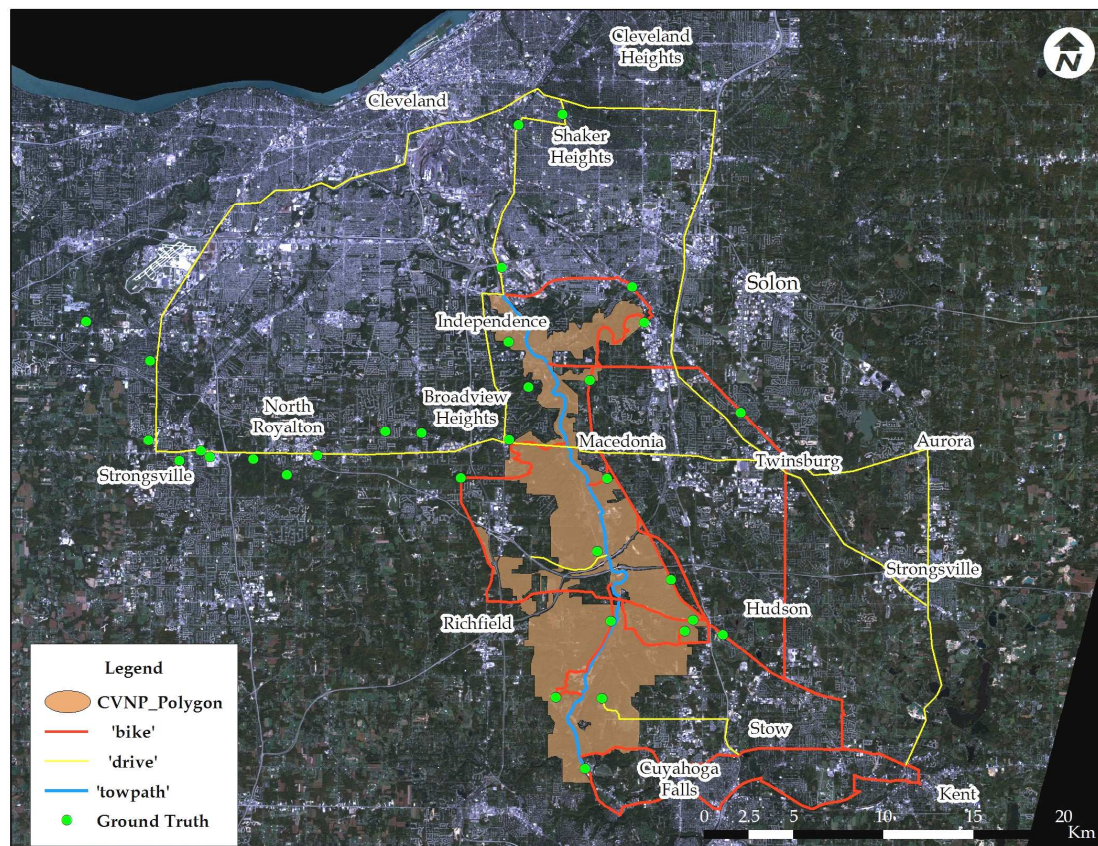 Cleveland
Heights
N
Cleveland
Shaker
Heights
Solon
Independence
Broadview
Heights
North
Royalton
Macedonia
Aurora
Twinsburg
Strongsville
Strongsville
Hudson
Richfield
Stow
Cuyahoga
Falls
Kent
Legend
CVNP_Polygon
'bike'
'drive'
'towpath'
Ground Truth
0 2.5 5 10 15 20
Km